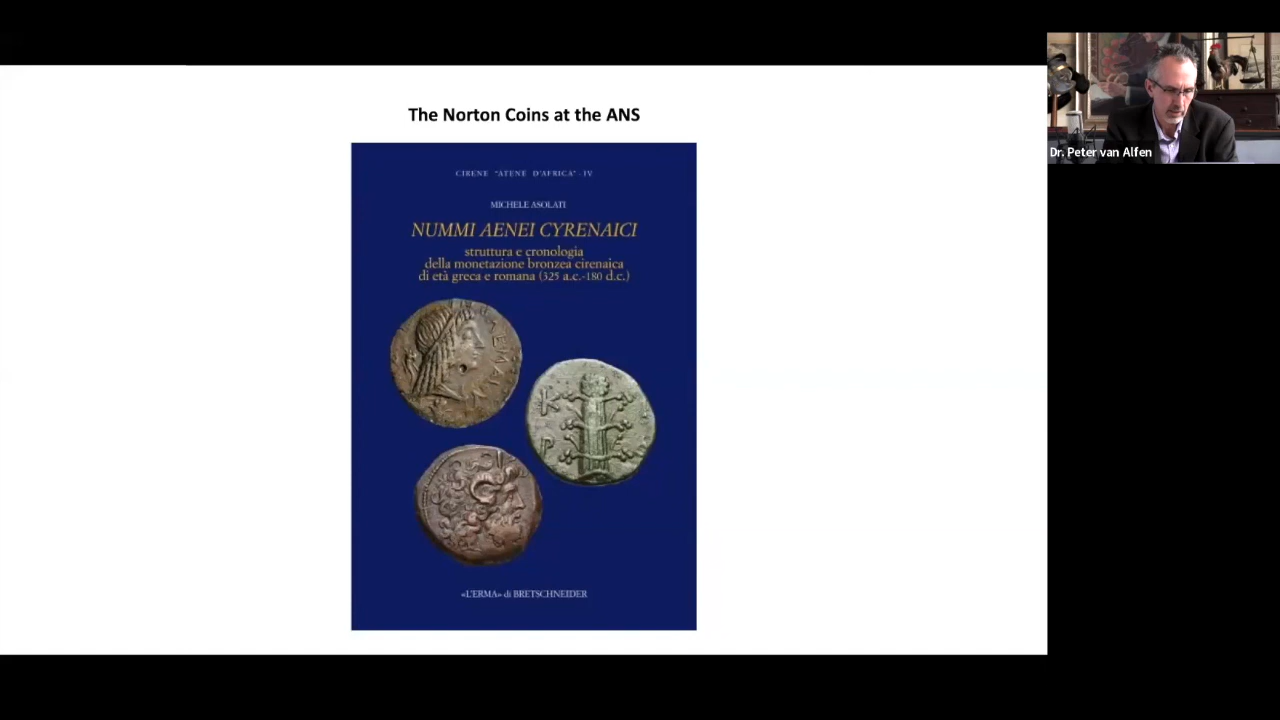 The Norton Coins at the ANS
CIRENE "ATENE D'AFRICA" - IV
MICHELE ASOLATI
NUMMI AENEI CYRENAICI
struttura e cronologia
della monetazione bronzea cirenaica
di età greca e romana (325 a.c.-180 d.c.)
«L'ERMA» di BRETSCHNEIDER
Dr. Peter van Alfen